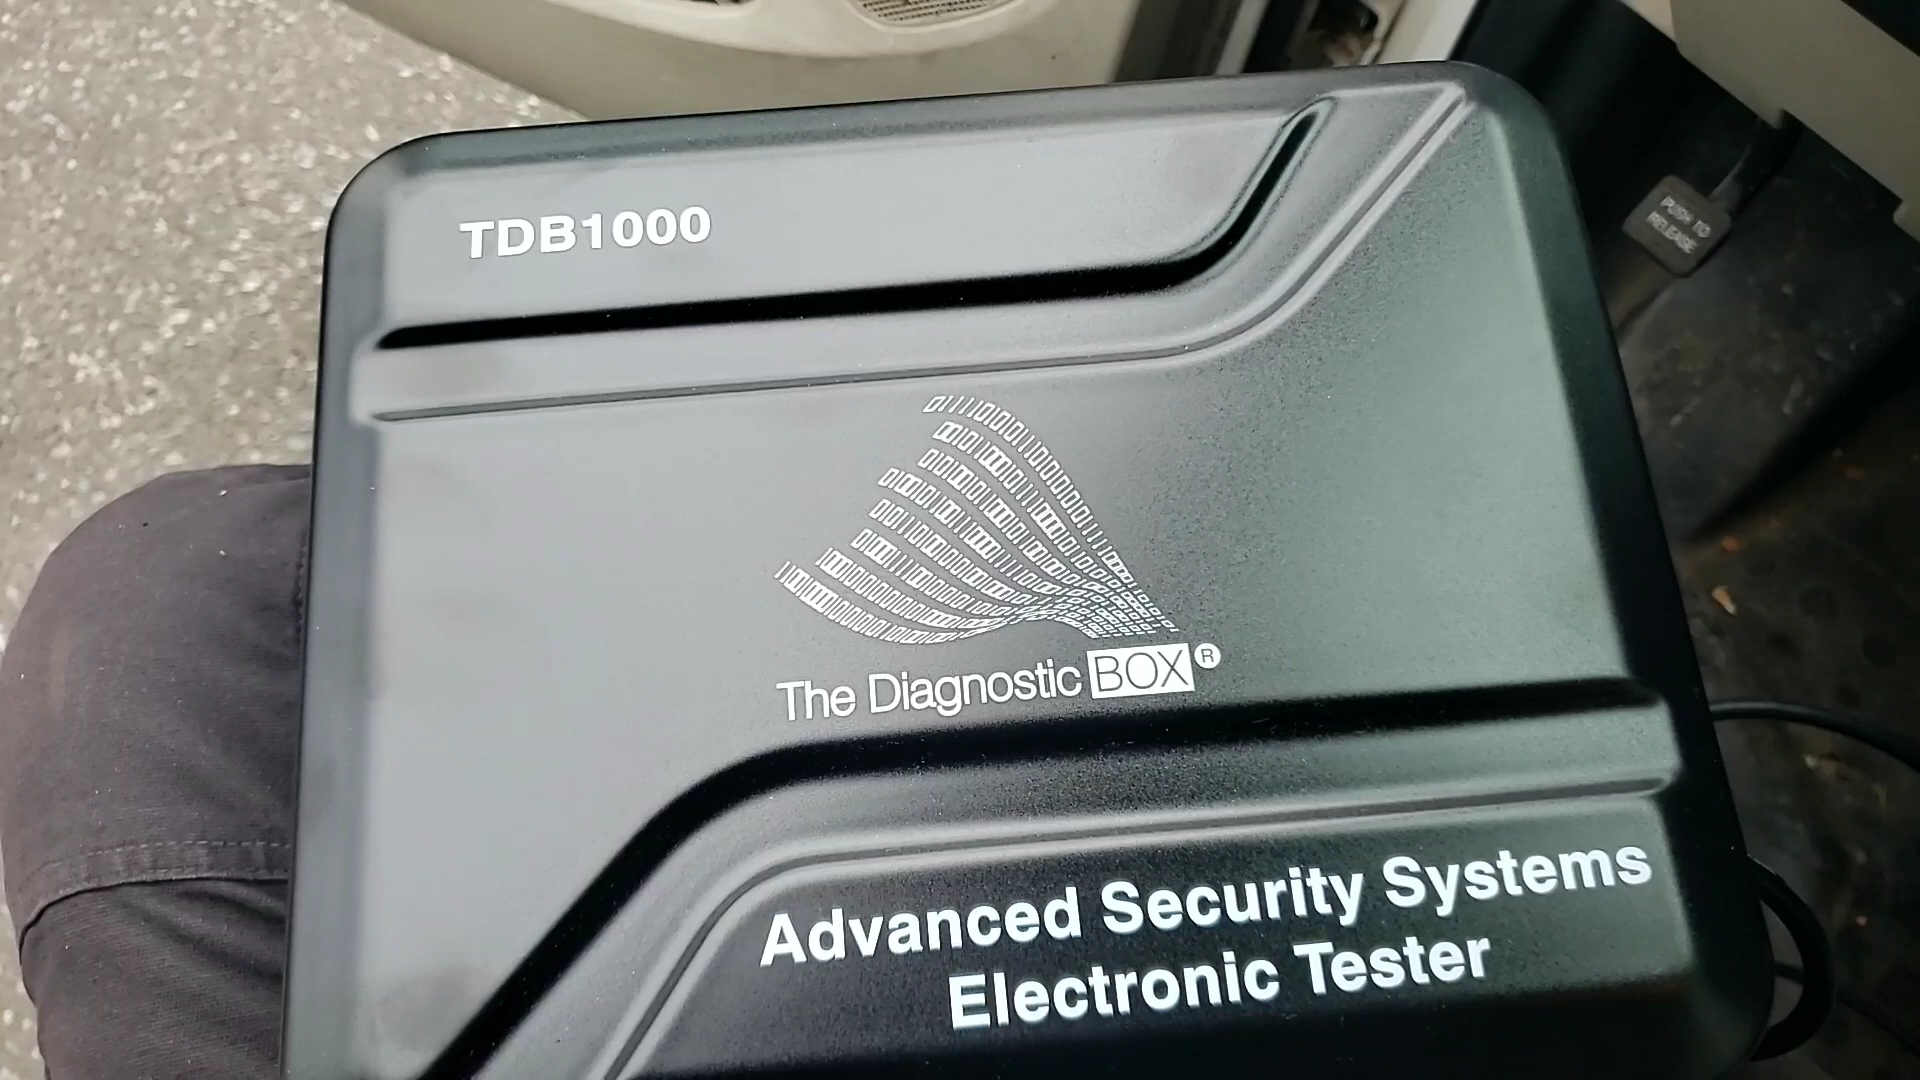 TDB1000
The Diagnostic BOX®
Advanced Security Systems
Electronic Tester
PUSH TO
RELEASE